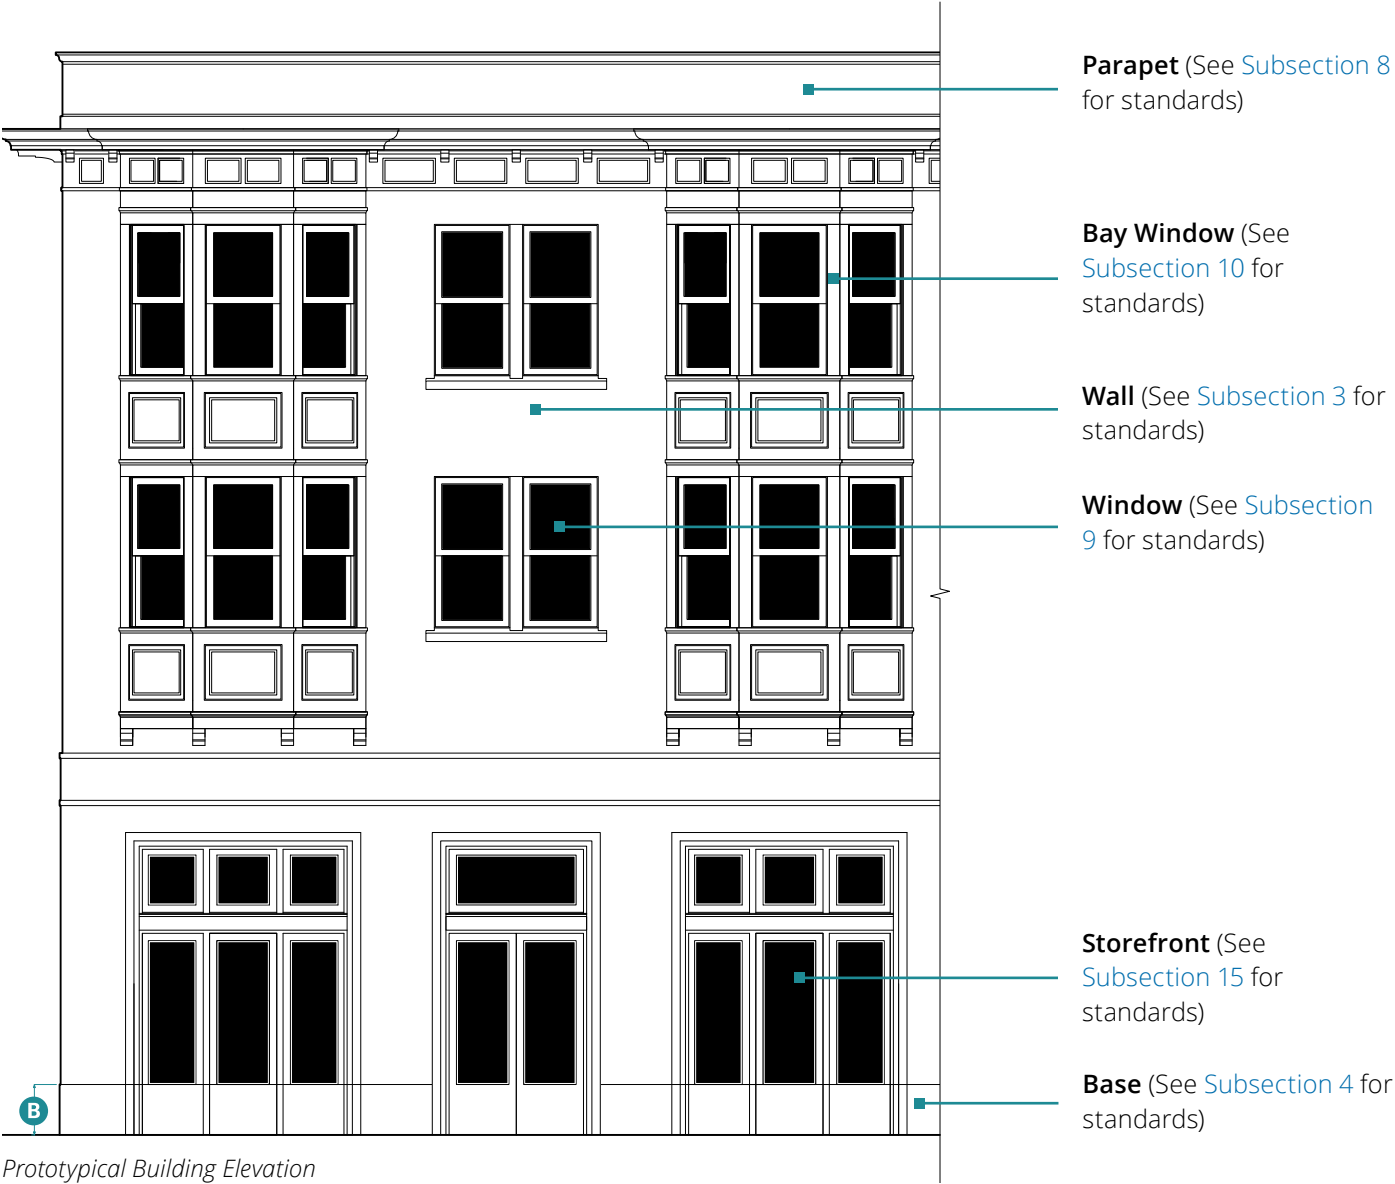 Parapet (See Subsection 8
for standards)
Bay Window (See
Subsection 10 for
standards)
Wall (See Subsection 3 for
standards)
Window (See Subsection
9 for standards)
Storefront (See
Subsection 15 for
standards)
Base (See Subsection 4 for
standards)
B
Prototypical Building Elevation